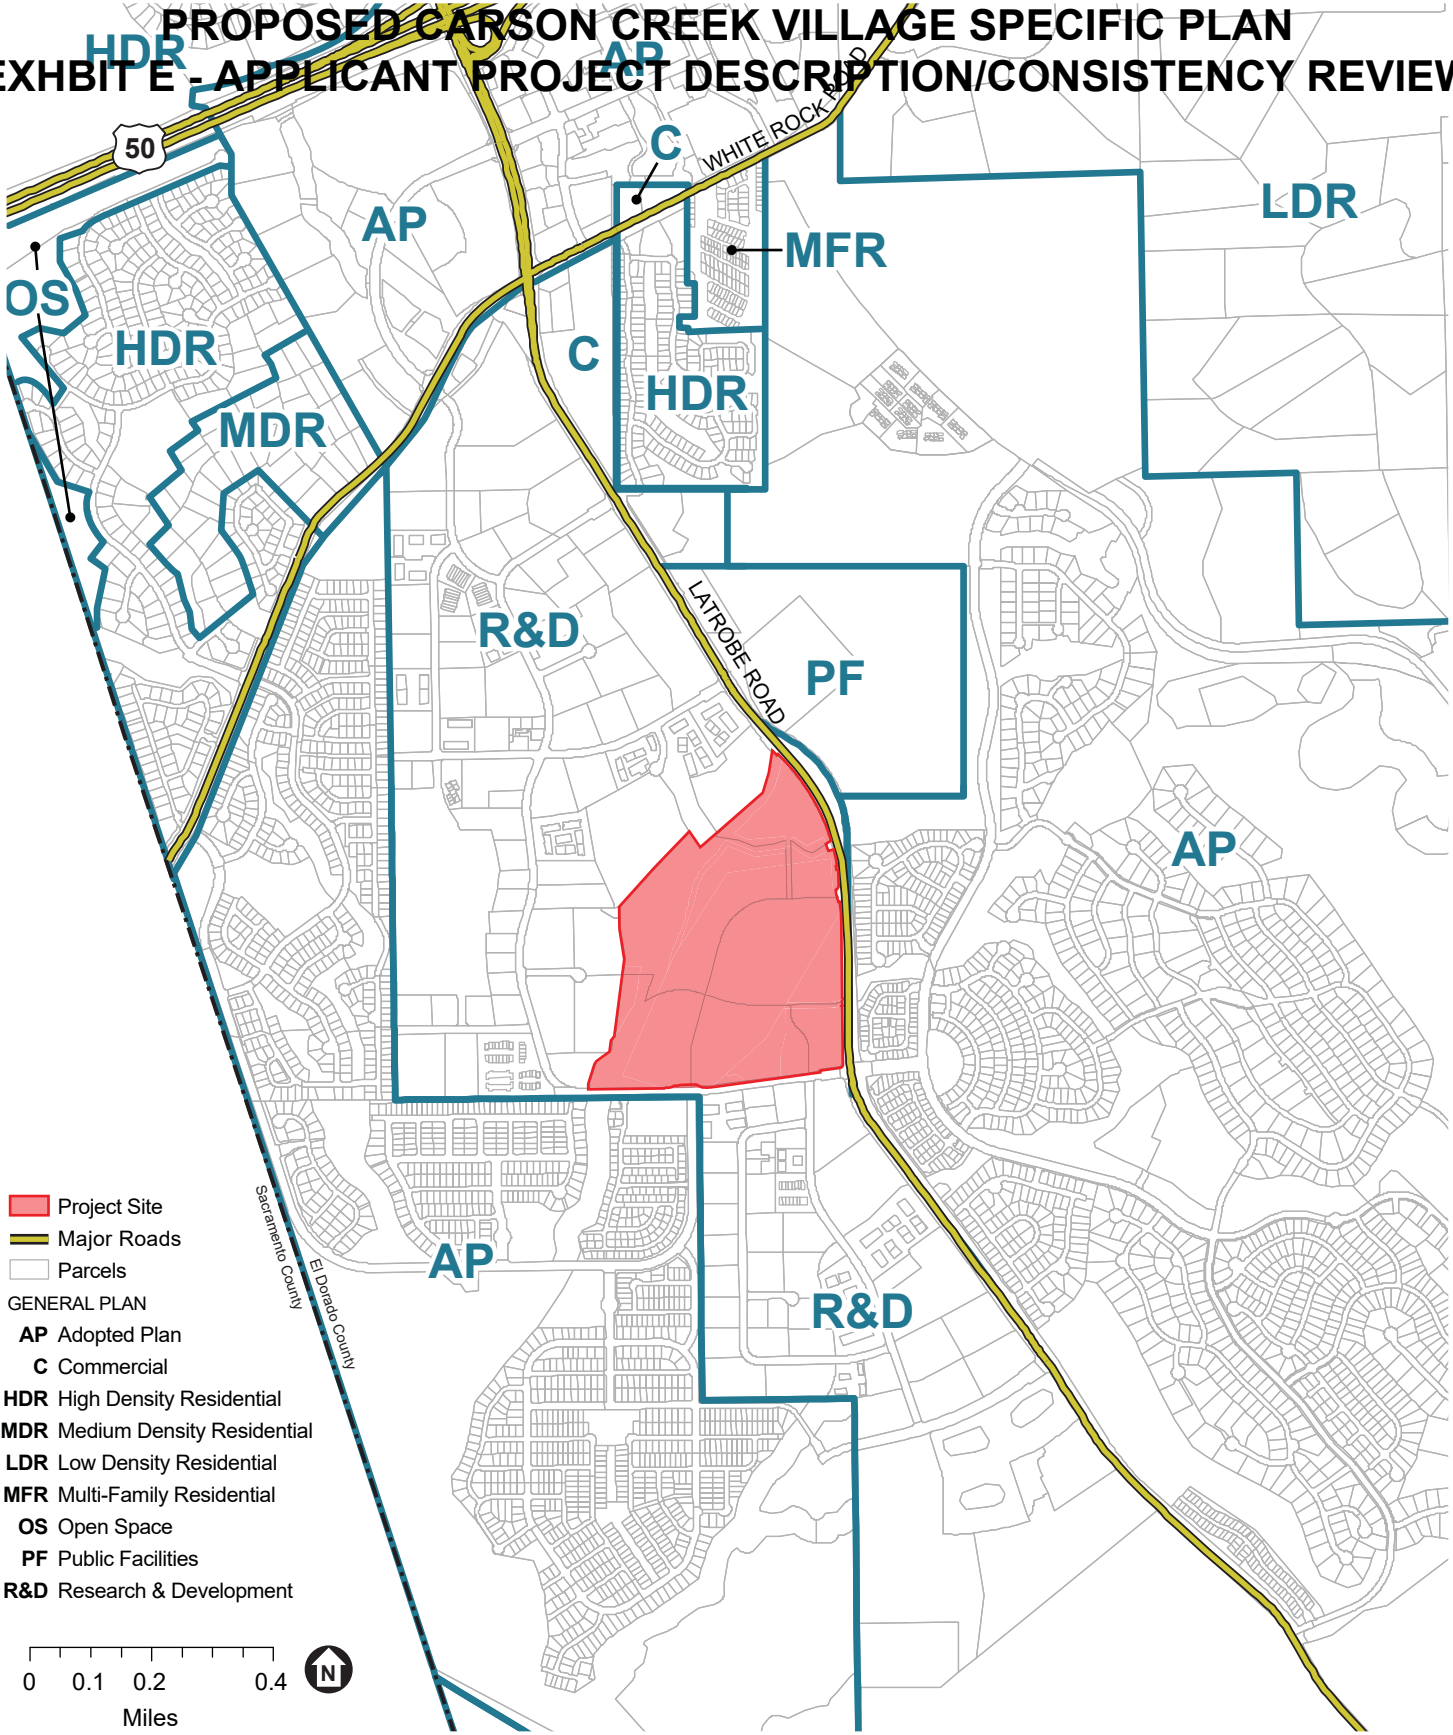 PROPOSED CARSON CREEK VILLAGE SPECIFIC PLAN
EXHBIT E - APPLICANT PROJECT DESCRIPTION/CONSISTENCY REVIEW
HDR
AP
50
C
WHITE ROCK ROAD
LDR
AP
MFR
OS
HDR
C
HDR
MDR
R&D
LATROBE ROAD
PF
AP
Sacramento County
El Dorado County
AP
R&D
Project Site
Major Roads
Parcels
GENERAL PLAN
AP Adopted Plan
C Commercial
HDR High Density Residential
MDR Medium Density Residential
LDR Low Density Residential
MFR Multi-Family Residential
OS Open Space
PF Public Facilities
R&D Research & Development
0 0.1 0.2 0.4
Miles
N